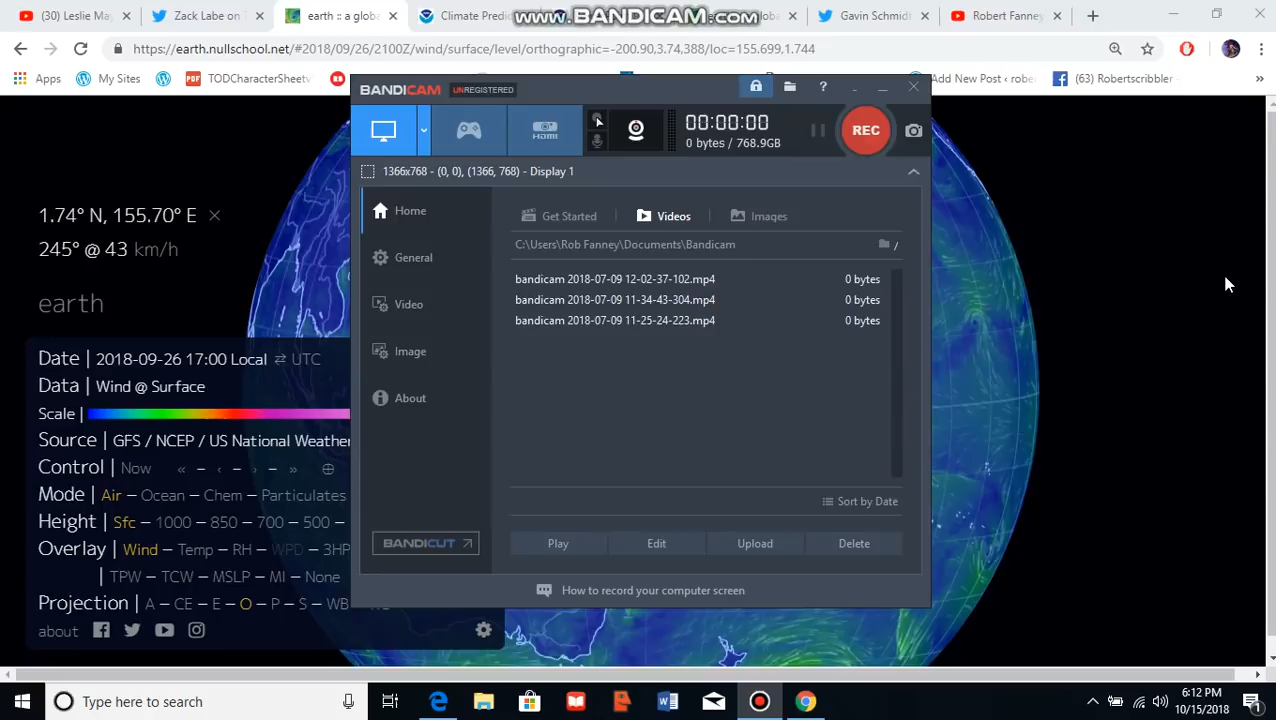 (30) Leslie May
Zack Labe on
earth :: a globa
Climate Predic
www.BANDICAM.com
Gavin Schmidt
Robert Fanney
https://earth.nullschool.net/#2018/09/26/2100Z/wind/surface/level/orthographic=-200.90,3.74,388/loc=155.699,1.744
Apps
My Sites
TODCharacterSheetv
Add New Post ‹ robe
(63) Robertscribbler
»
BANDICAM UNREGISTERED
?
HDMI
00:00:00
0 bytes / 768.9GB
REC
1366x768 - (0, 0), (1366, 768) - Display 1
Home
General
Video
Image
About
BANDICUT
Get Started
Videos
Images
C:\Users\Rob Fanney\Documents\Bandicam
/
bandicam 2018-07-09 12-02-37-102.mp4 0 bytes
bandicam 2018-07-09 11-34-43-304.mp4 0 bytes
bandicam 2018-07-09 11-25-24-223.mp4 0 bytes
Sort by Date
Play
Edit
Upload
Delete
How to record your computer screen
1.74° N, 155.70° E ×
245° @ 43 km/h
earth
Date | 2018-09-26 17:00 Local ⇄ UTC
Data | Wind @ Surface
Scale |
Source | GFS / NCEP / US National Weather
Control | Now « – ‹ – › – »
Mode | Air – Ocean – Chem – Particulates
Height | Sfc – 1000 – 850 – 700 – 500 –
Overlay | Wind – Temp – RH – WPD – 3HP
| TPW – TCW – MSLP – MI – None
Projection | A – CE – E – O – P – S – WB
about
Type here to search
6:12 PM
10/15/2018
1